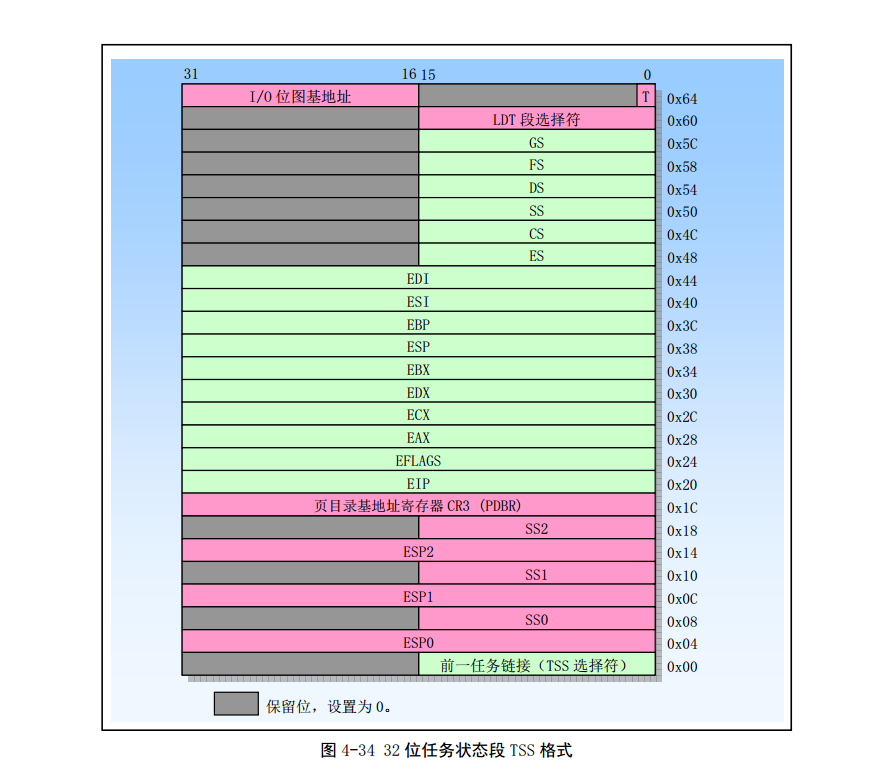 31 16 15 0
I/O 位图基地址 T 0x64
LDT 段选择符 0x60
GS 0x5C
FS 0x58
DS 0x54
SS 0x50
CS 0x4C
ES 0x48
EDI 0x44
ESI 0x40
EBP 0x3C
ESP 0x38
EBX 0x34
EDX 0x30
ECX 0x2C
EAX 0x28
EFLAGS 0x24
EIP 0x20
页目录基地址寄存器 CR3 (PDBR) 0x1C
SS2 0x18
ESP2 0x14
SS1 0x10
ESP1 0x0C
SS0 0x08
ESP0 0x04
前一任务链接（TSS 选择符） 0x00
保留位，设置为 0。
图 4-34 32 位任务状态段 TSS 格式